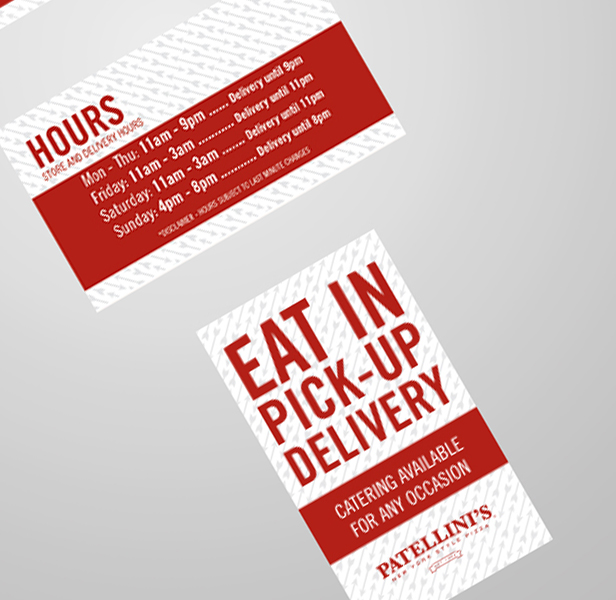 HOURS
STORE AND DELIVERY HOURS
Mon - Thu: 11am - 9pm ...... Delivery until 9pm
Friday: 11am - 3am .......... Delivery until 11pm
Saturday: 11am - 3am ....... Delivery until 11pm
Sunday: 4pm - 8pm ........... Delivery until 8pm
*DISCLAIMER - HOURS SUBJECT TO LAST MINUTE CHANGES
EAT IN
PICK-UP
DELIVERY
CATERING AVAILABLE
FOR ANY OCCASION
PATELLINI'S
NEW YORK STYLE PIZZA